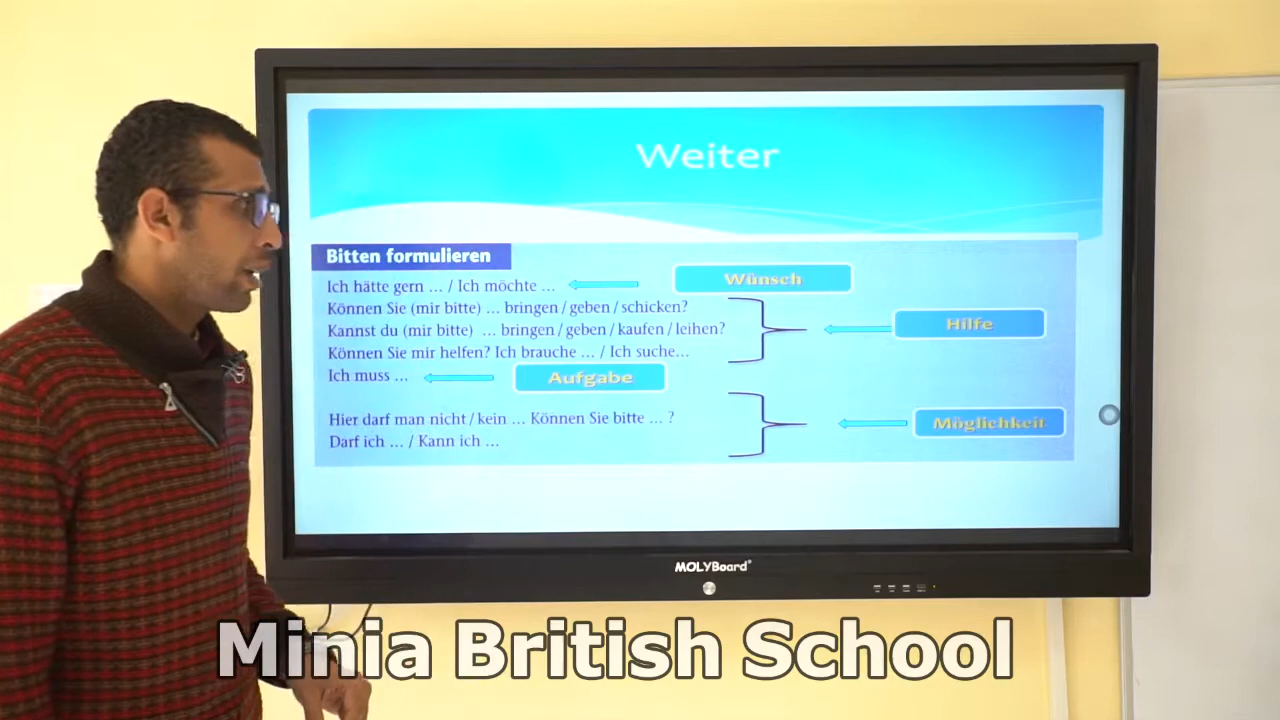 Weiter
Bitten formulieren
Ich hätte gern … / Ich möchte …
Wünsch
Können Sie (mir bitte) … bringen / geben / schicken?
Kannst du (mir bitte) … bringen / geben / kaufen / leihen?
Hilfe
Können Sie mir helfen? Ich brauche … / Ich suche…
Ich muss …
Aufgabe
Hier darf man nicht / kein … Können Sie bitte … ?
Möglichkeit
Darf ich … / Kann ich …
MOLYBoard
Minia British School